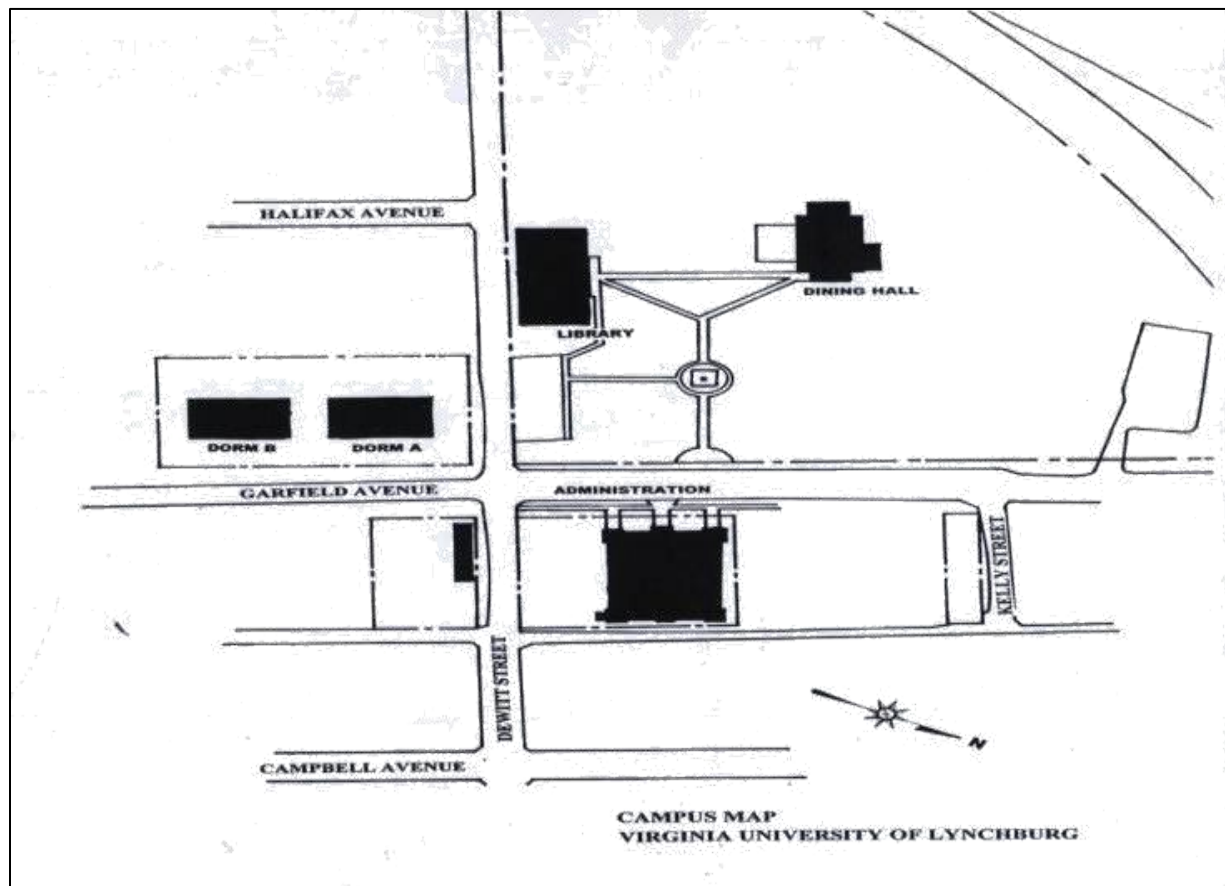 HALIFAX AVENUE
DINING HALL
LIBRARY
DORM B
DORM A
GARFIELD AVENUE
ADMINISTRATION
KELLY STREET
DEWITT STREET
N
CAMPBELL AVENUE
CAMPUS MAP
VIRGINIA UNIVERSITY OF LYNCHBURG